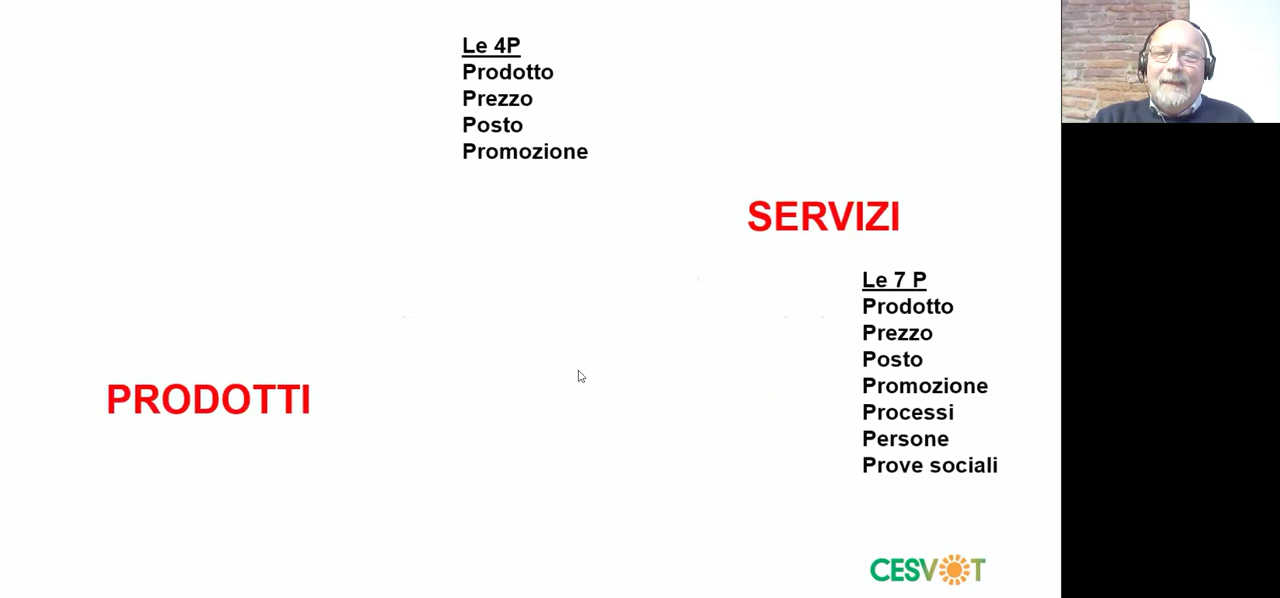 Le 4P
Prodotto
Prezzo
Posto
Promozione
SERVIZI
Le 7 P
Prodotto
Prezzo
Posto
Promozione
Processi
Persone
Prove sociali
PRODOTTI
CESVOT